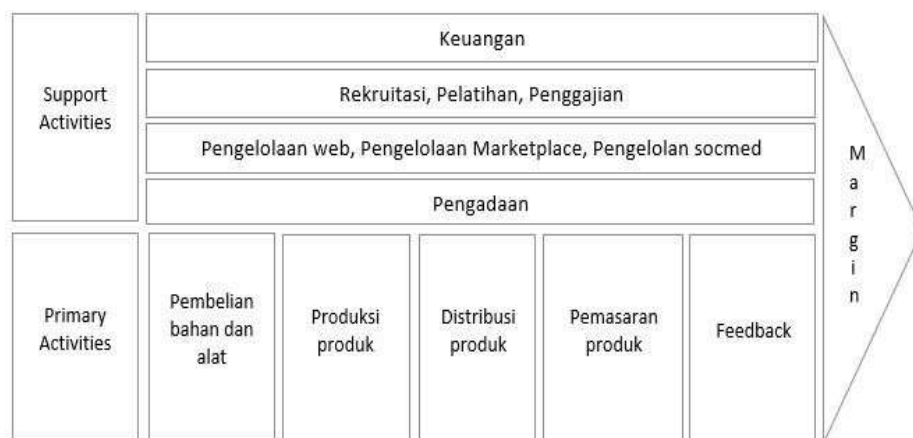 Support
Activities
Keuangan
Rekruitasi, Pelatihan, Penggajian
Pengelolaan web, Pengelolaan Marketplace, Pengelolan socmed
Pengadaan
Margin
Primary
Activities
Pembelian
bahan dan
alat
Produksi
produk
Distribusi
produk
Pemasaran
produk
Feedback